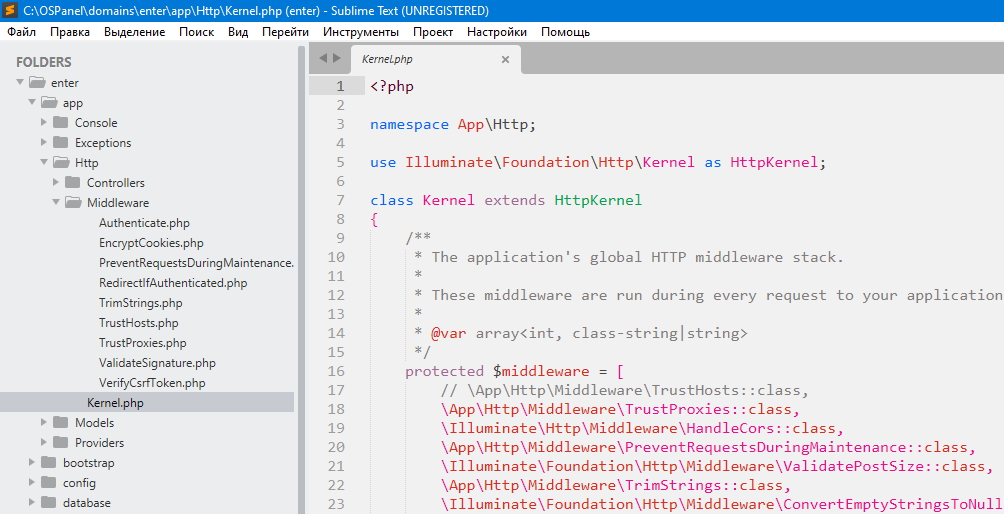 C:\OSPanel\domains\enter\app\Http\Kernel.php (enter) - Sublime Text (UNREGISTERED)
Файл Правка Выделение Поиск Вид Перейти Инструменты Проект Настройки Помощь
FOLDERS
enter
app
Console
Exceptions
Http
Controllers
Middleware
Authenticate.php
EncryptCookies.php
PreventRequestsDuringMaintenance.
RedirectIfAuthenticated.php
TrimStrings.php
TrustHosts.php
TrustProxies.php
ValidateSignature.php
VerifyCsrfToken.php
Kernel.php
Models
Providers
bootstrap
config
database
Kernel.php ×
1 <?php
2
3 namespace App\Http;
4
5 use Illuminate\Foundation\Http\Kernel as HttpKernel;
6
7 class Kernel extends HttpKernel
8 {
9     /**
10      * The application's global HTTP middleware stack.
11      *
12      * These middleware are run during every request to your application
13      *
14      * @var array<int, class-string|string>
15      */
16     protected $middleware = [
17         // \App\Http\Middleware\TrustHosts::class,
18         \App\Http\Middleware\TrustProxies::class,
19         \Illuminate\Http\Middleware\HandleCors::class,
20         \App\Http\Middleware\PreventRequestsDuringMaintenance::class,
21         \Illuminate\Foundation\Http\Middleware\ValidatePostSize::class,
22         \App\Http\Middleware\TrimStrings::class,
23         \Illuminate\Foundation\Http\Middleware\ConvertEmptyStringsToNull